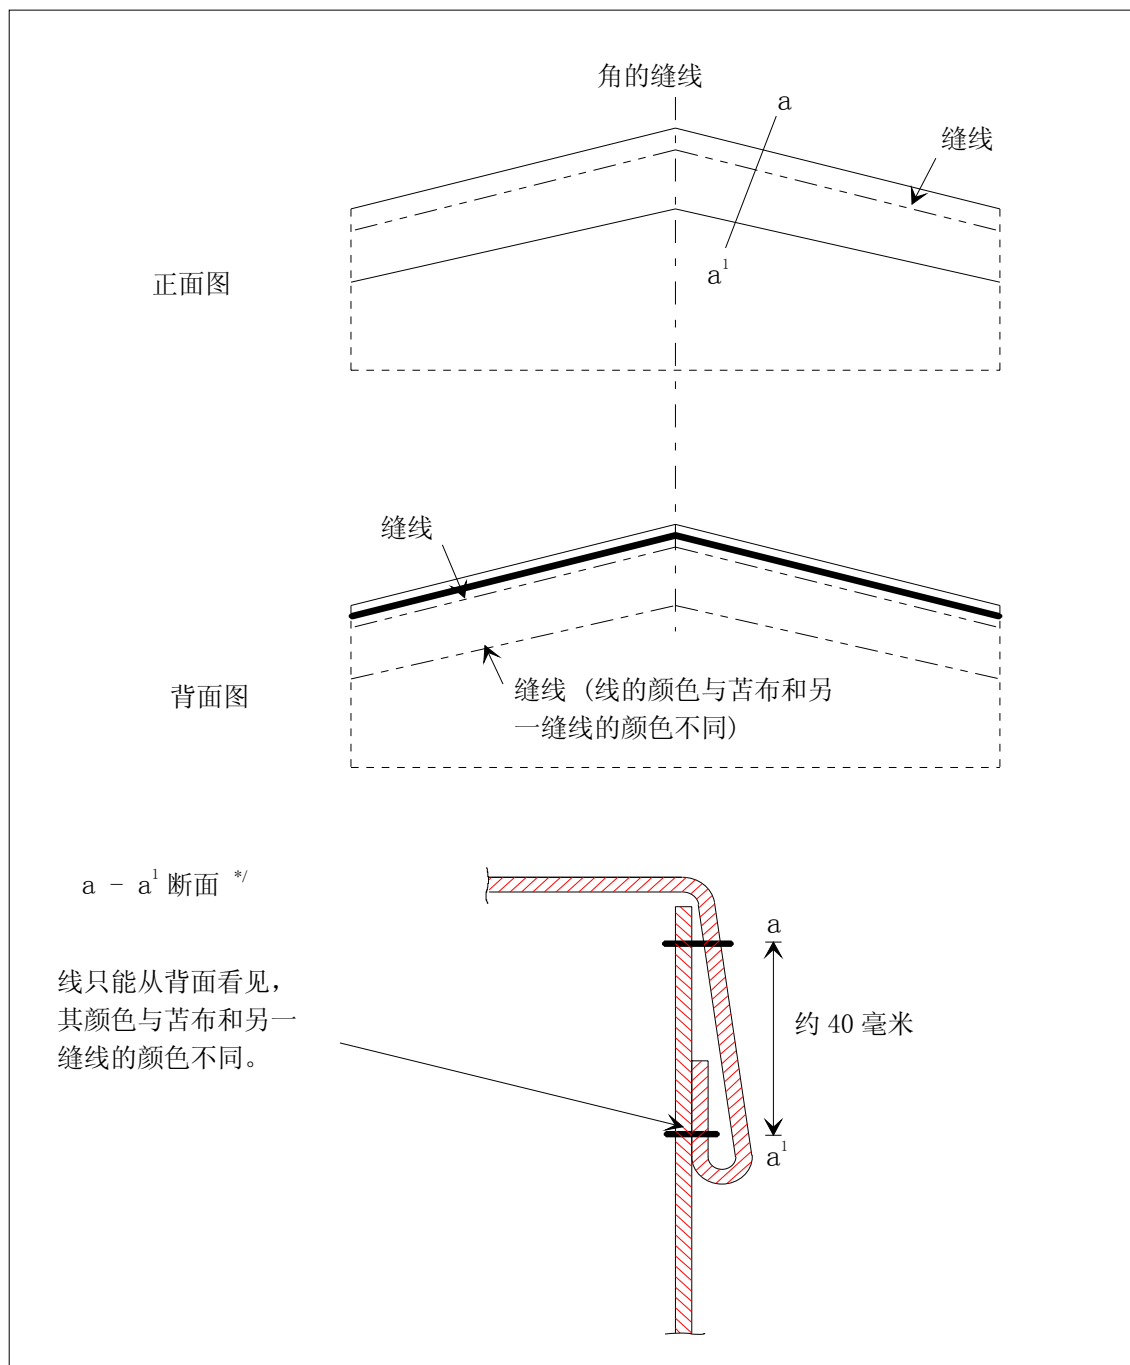 角的缝线
a
缝线
a¹
正面图
缝线
缝线 (线的颜色与苫布和另
一缝线的颜色不同)
背面图
a - a¹ 断面 */
a
线只能从背面看见，
其颜色与苫布和另一
缝线的颜色不同。
约 40 毫米
a¹